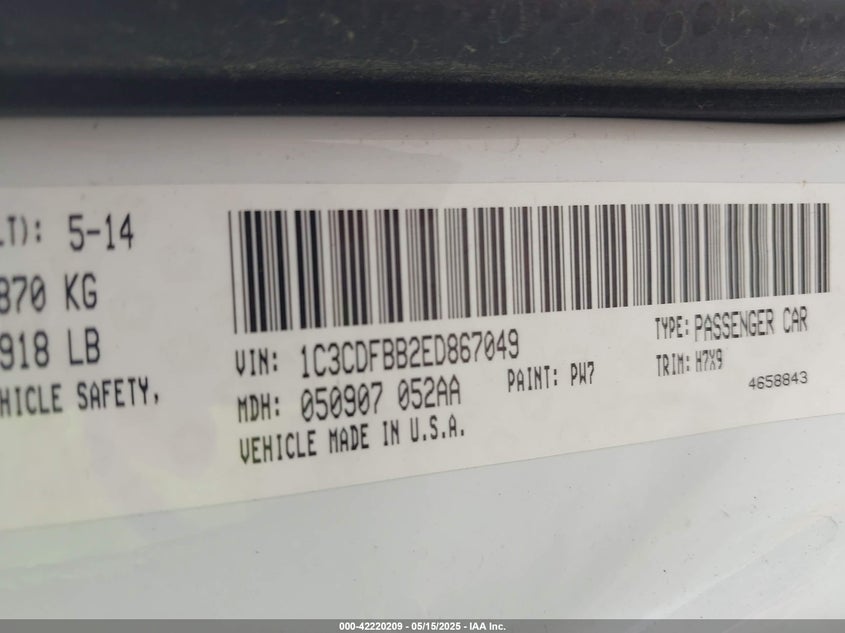 LT): 5-14
870 KG
918 LB
HICLE SAFETY,
VIN: 1C3CDFBB2ED867049
TYPE: PASSENGER CAR
MDH: 050907 052AA
PAINT: PW7
TRIM: H7X9
VEHICLE MADE IN U.S.A.
4658843
000-42220209 - 05/15/2025 - IAA Inc.